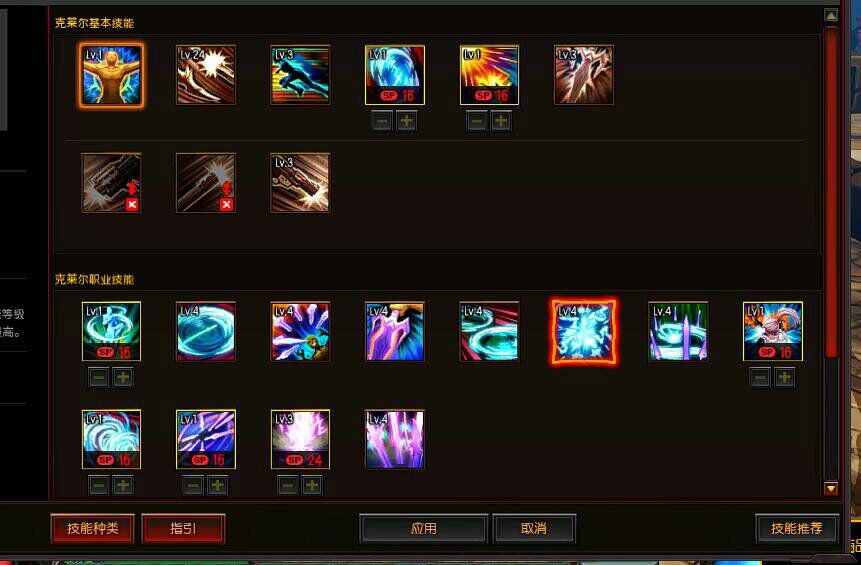 克莱尔基本技能
Lv.1 Lv.24 Lv.3 Lv.1 Lv.1 Lv.3
SP 16 SP 16
Lv.3
克莱尔职业技能
等级
高。
Lv.1 Lv.4 Lv.4 Lv.4 Lv.4 Lv.4 Lv.4 Lv.1
SP 16 SP 16
Lv.1 Lv.1 Lv.3 Lv.4
SP 16 SP 16 SP 24
技能种类 指引 应用 取消 技能推荐